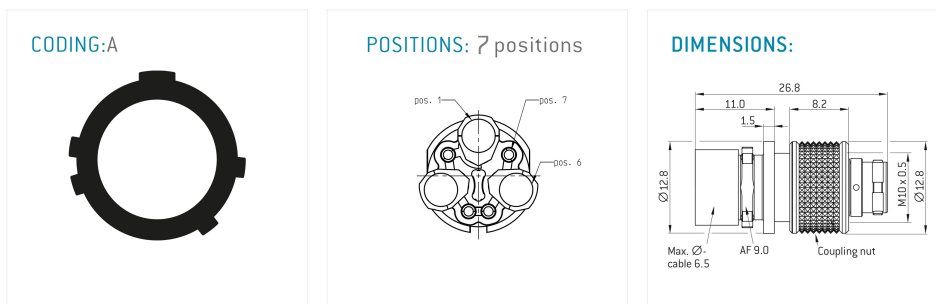 CODING:A
POSITIONS: 7 positions
pos. 1
pos. 7
pos. 6
DIMENSIONS:
26.8
11.0
8.2
1.5
Ø12.8
M10 x 0.5
Ø12.8
Max. Ø-
cable 6.5
AF 9.0
Coupling nut